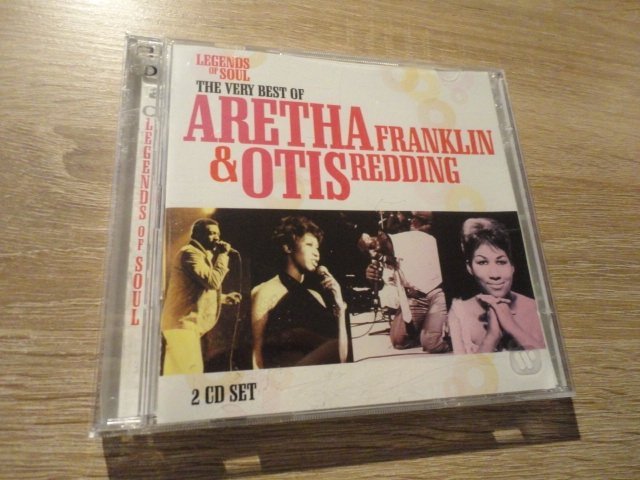 LEGENDS
OF SOUL
THE VERY BEST OF
ARETHA FRANKLIN
& OTIS REDDING
2 CD SET
LEGENDS OF SOUL